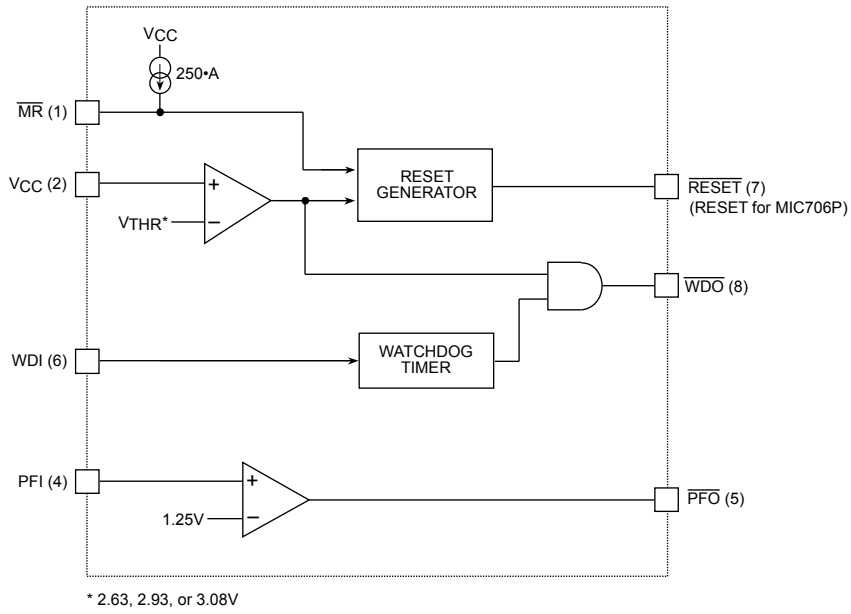 VCC
250•A
MR (1)
VCC (2)
+
VTHR*
–
RESET
GENERATOR
RESET (7)
(RESET for MIC706P)
WDO (8)
WDI (6)
WATCHDOG
TIMER
PFI (4)
+
1.25V
–
PFO (5)
* 2.63, 2.93, or 3.08V